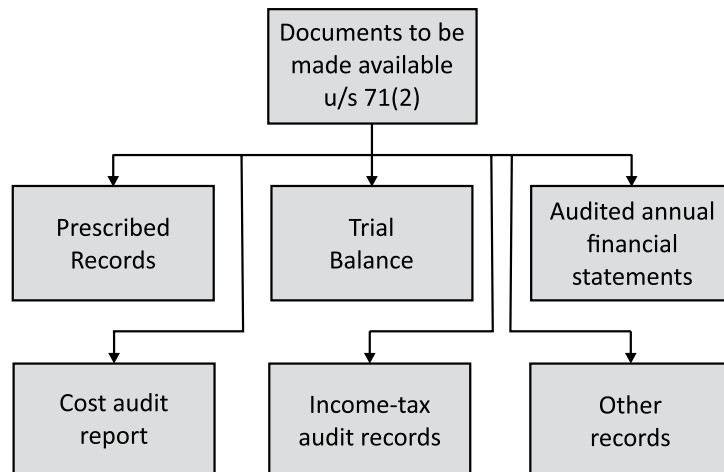 Documents to be
made available
u/s 71(2)
Prescribed
Records
Trial
Balance
Audited annual
financial
statements
Cost audit
report
Income-tax
audit records
Other
records